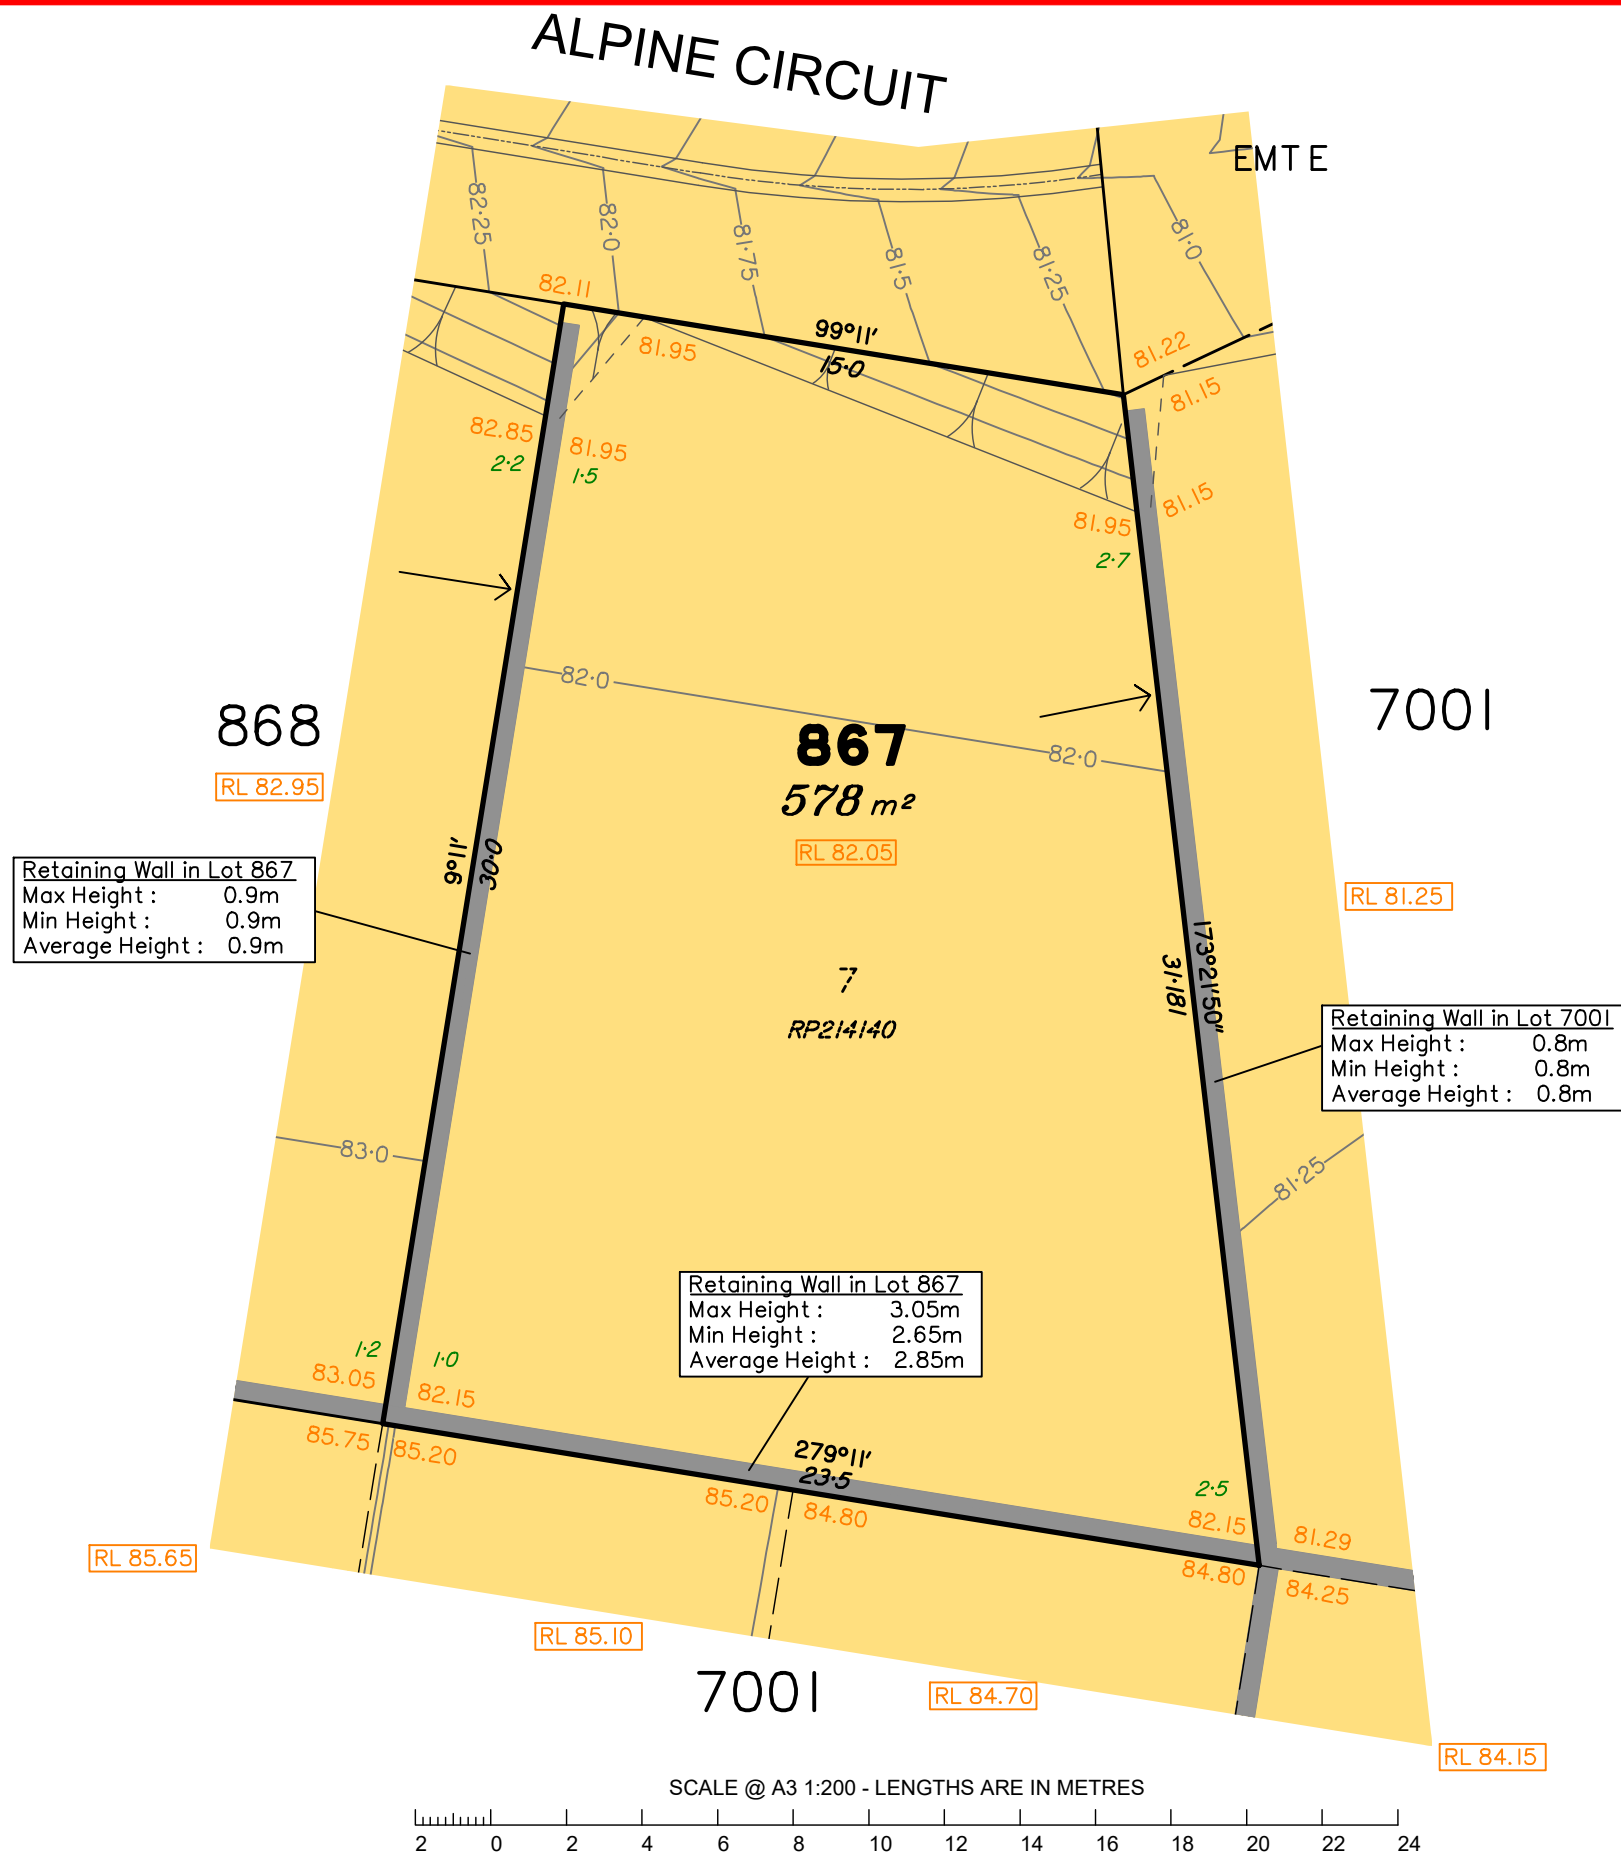 ALPINE CIRCUIT
EMT E
82·25
82·0
81·75
81·5
81·25
81·0
82.11
81.95
99°11'
15·0
81.22
81.15
82.85
81.95
2·2
1·5
81.95
81.15
2·7
82·0
82·0
868
RL 82.95
867
578 m²
RL 82.05
7001
RL 81.25
9°11'
30·0
Retaining Wall in Lot 867
Max Height : 0.9m
Min Height : 0.9m
Average Height : 0.9m
7
RP214140
173°21'50"
31·181
Retaining Wall in Lot 7001
Max Height : 0.8m
Min Height : 0.8m
Average Height : 0.8m
83·0
81·25
Retaining Wall in Lot 867
Max Height : 3.05m
Min Height : 2.65m
Average Height : 2.85m
1·2
1·0
83.05
82.15
85.75
85.20
279°11'
23·5
85.20
84.80
2·5
82.15
81.29
84.80
84.25
RL 85.65
RL 85.10
7001
RL 84.70
RL 84.15
SCALE @ A3 1:200 - LENGTHS ARE IN METRES
2 0 2 4 6 8 10 12 14 16 18 20 22 24